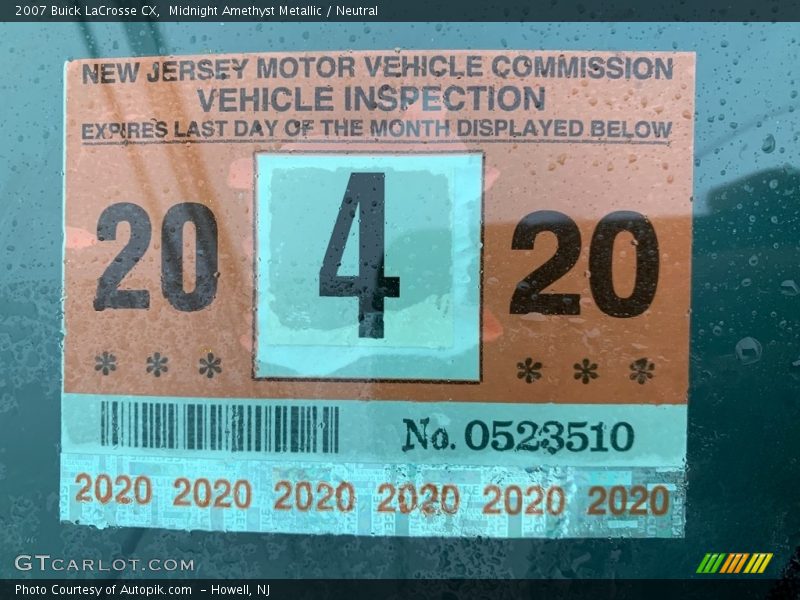 2007 Buick LaCrosse CX,  Midnight Amethyst Metallic / Neutral
NEW JERSEY MOTOR VEHICLE COMMISSION
VEHICLE INSPECTION
EXPIRES LAST DAY OF THE MONTH DISPLAYED BELOW
20 4 20
* * * * * *
No. 0523510
2020 2020 2020 2020 2020 2020
GTCARLOT.COM
Photo Courtesy of Autopik.com  – Howell, NJ